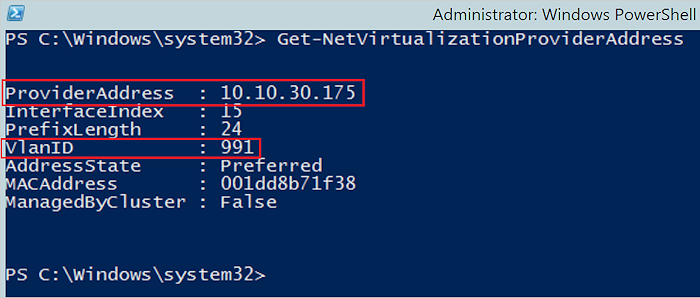 Administrator: Windows PowerShell
PS C:\Windows\system32> Get-NetVirtualizationProviderAddress
ProviderAddress : 10.10.30.175
InterfaceIndex : 15
PrefixLength : 24
VlanID : 991
AddressState : Preferred
MACAddress : 001dd8b71f38
ManagedByCluster : False
PS C:\Windows\system32>